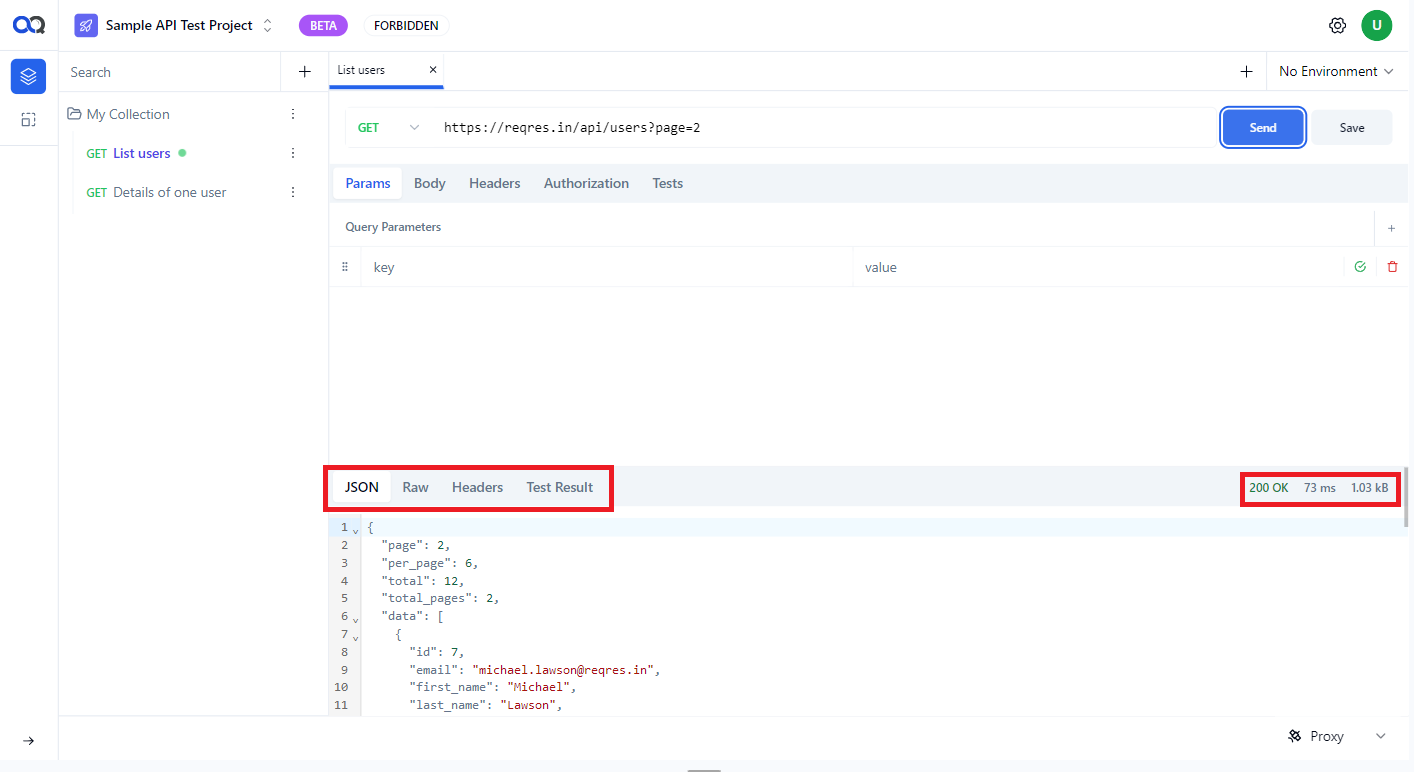 Sample API Test Project BETA FORBIDDEN U
Search List users No Environment
My Collection
GET List users
GET Details of one user
GET https://reqres.in/api/users?page=2 Send Save
Params Body Headers Authorization Tests
Query Parameters
key value
JSON Raw Headers Test Result 200 OK 73 ms 1.03 kB
1 {
2 "page": 2,
3 "per_page": 6,
4 "total": 12,
5 "total_pages": 2,
6 "data": [
7 {
8 "id": 7,
9 "email": "michael.lawson@reqres.in",
10 "first_name": "Michael",
11 "last_name": "Lawson",
Proxy